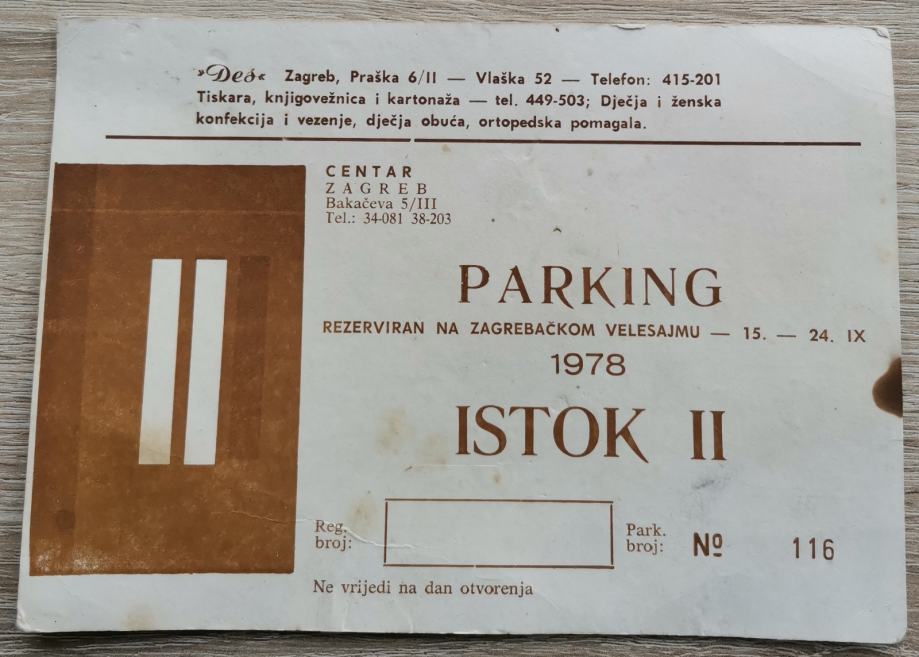 »Des« Zagreb, Praška 6/II — Vlaška 52 — Telefon: 415-201
Tiskara, knjigovežnica i kartonaža — tel. 449-503; Dječja i ženska
konfekcija i vezenje, dječja obuća, ortopedska pomagala.
CENTAR
ZAGREB
Bakačeva 5/III
Tel.: 34-081 38-203
II
PARKING
REZERVIRAN NA ZAGREBAČKOM VELESAJMU — 15. — 24. IX
1978
ISTOK II
Reg. broj:
Park. broj: Nº 116
Ne vrijedi na dan otvorenja